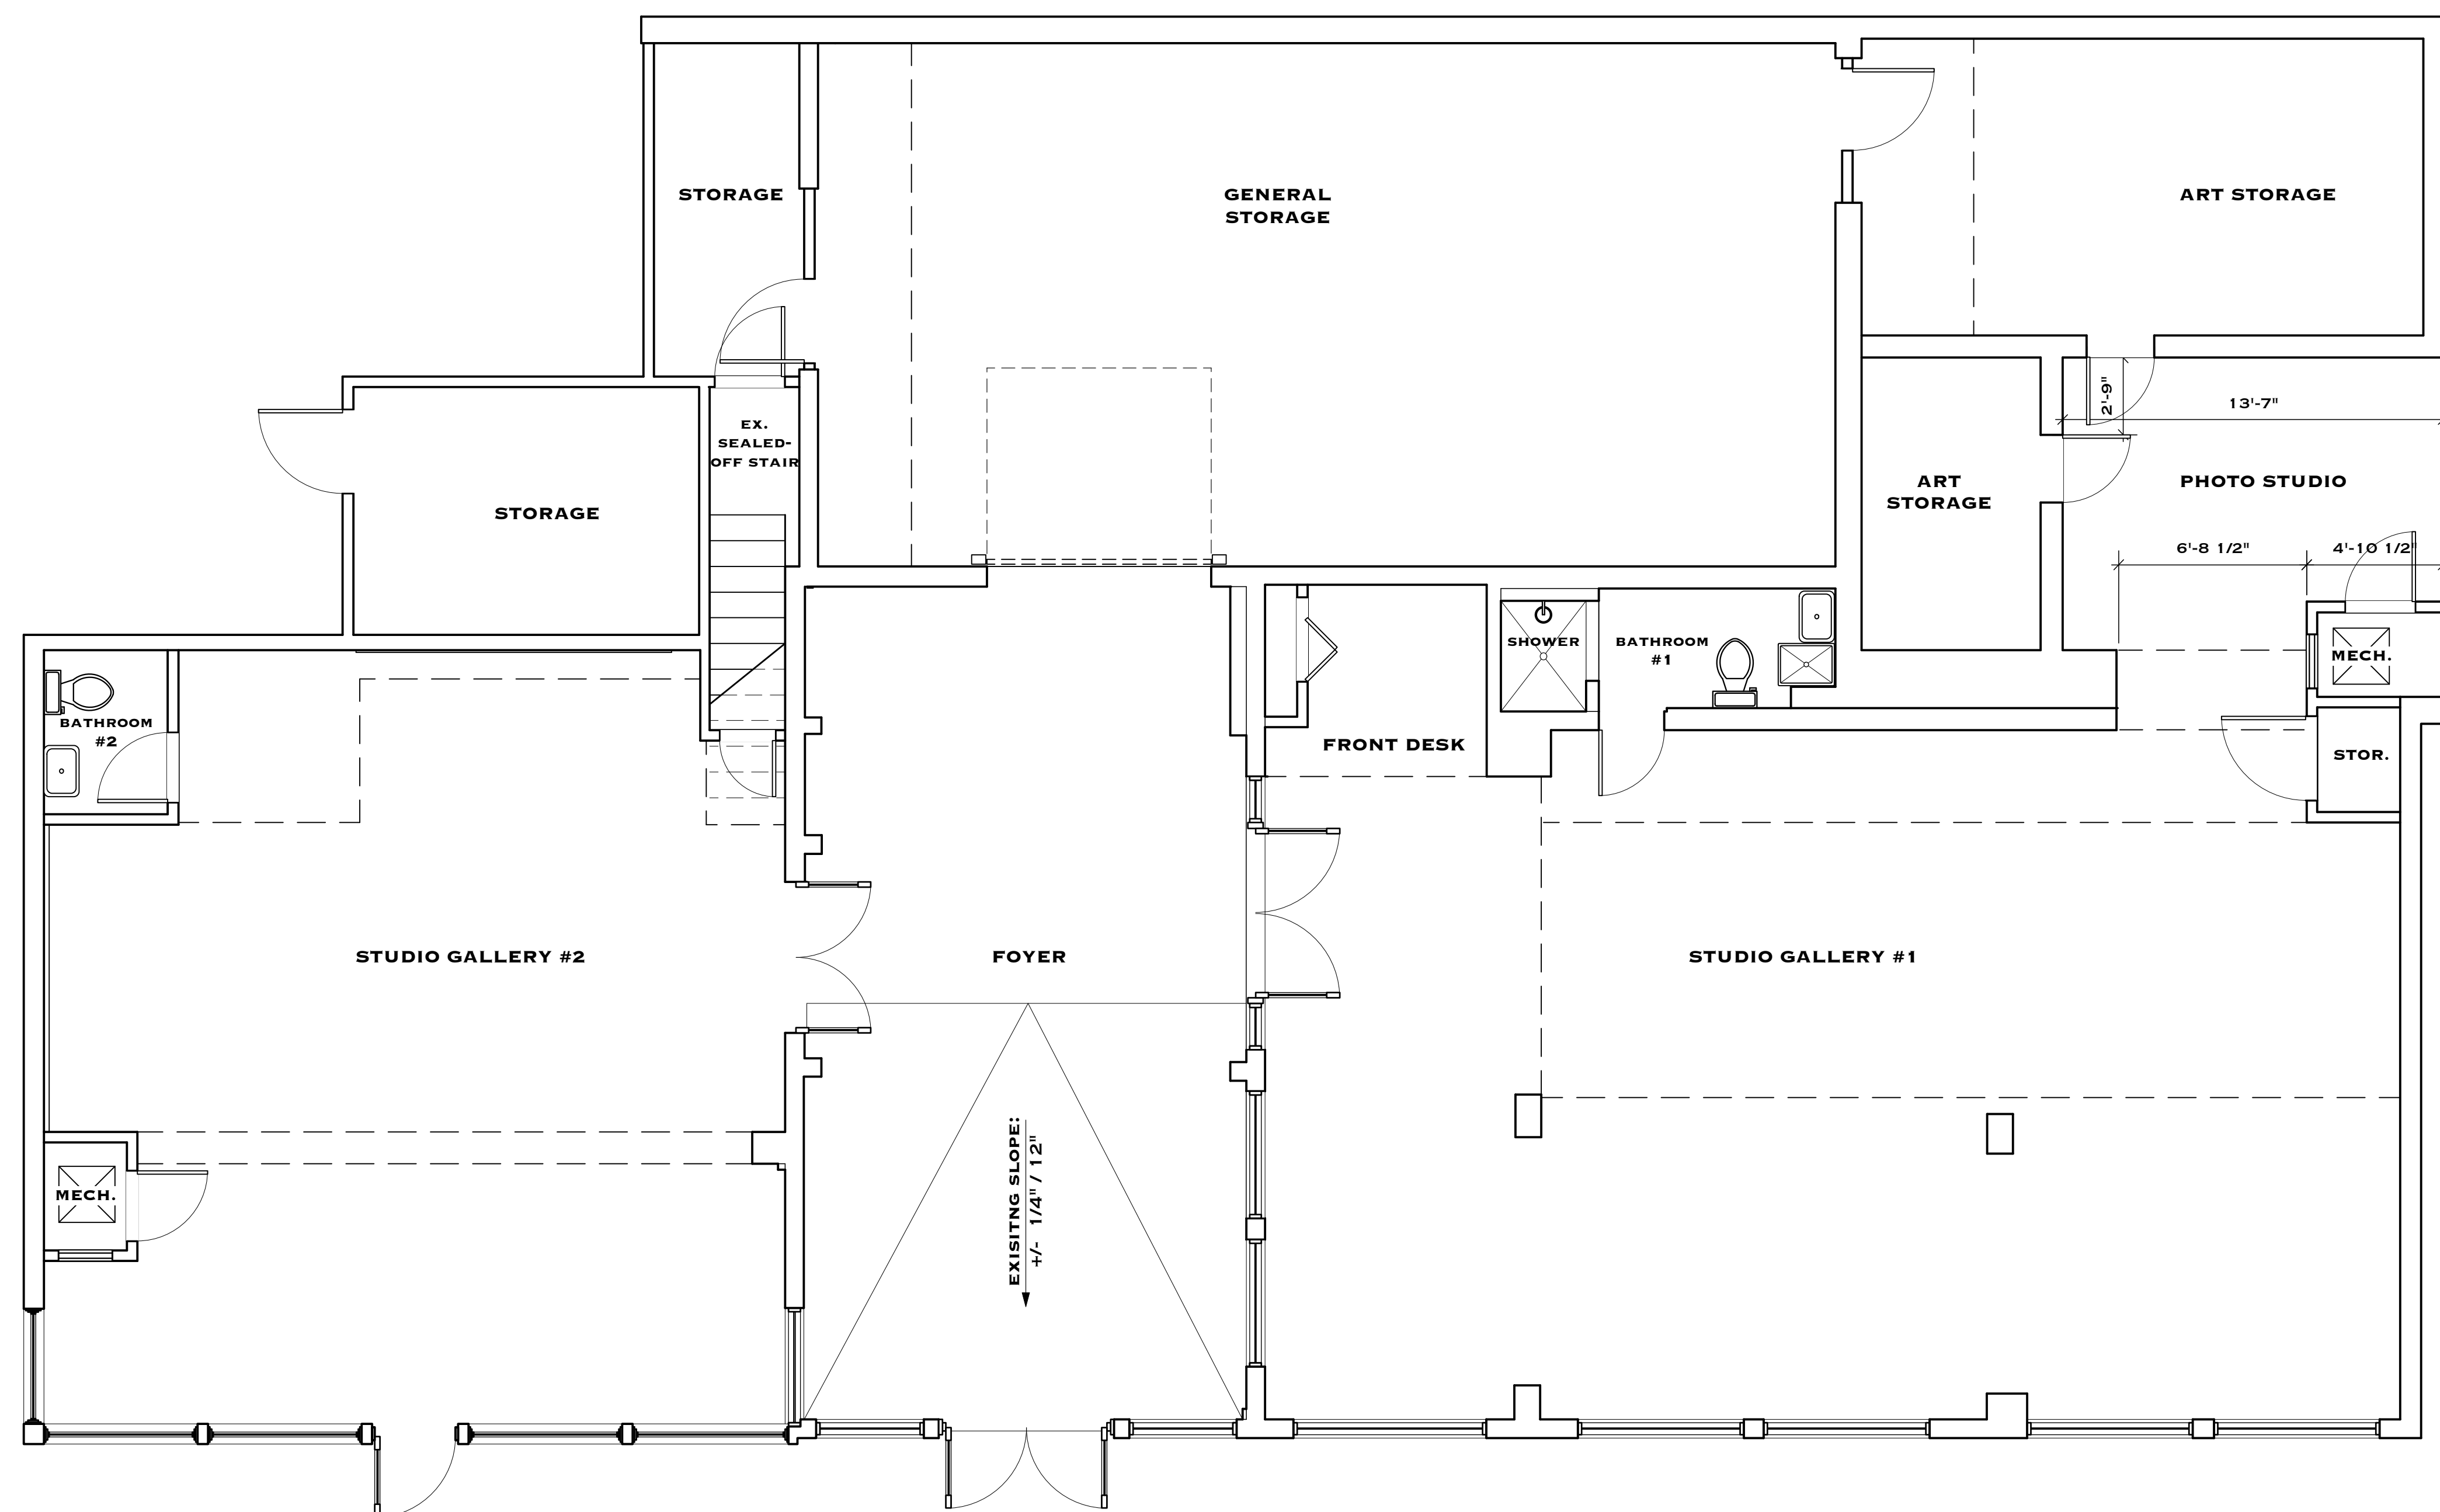 STORAGE
GENERAL
STORAGE
ART STORAGE
2'-9"
13'-7"
EX.
SEALED-
OFF STAIR
STORAGE
ART
STORAGE
PHOTO STUDIO
6'-8 1/2"
4'-10 1/2"
SHOWER
BATHROOM
#1
MECH.
BATHROOM
#2
FRONT DESK
STOR.
STUDIO GALLERY #2
FOYER
STUDIO GALLERY #1
EXISITNG SLOPE:
+/- 1/4" / 12"
MECH.